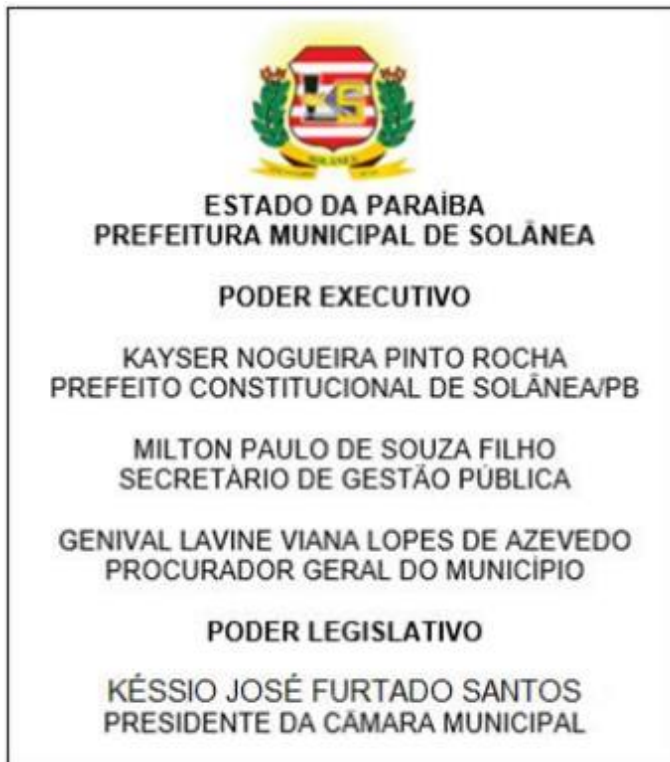 SOLÂNEA
ESTADO DA PARAÍBA
PREFEITURA MUNICIPAL DE SOLÂNEA
PODER EXECUTIVO
KAYSER NOGUEIRA PINTO ROCHA
PREFEITO CONSTITUCIONAL DE SOLÂNEA/PB
MILTON PAULO DE SOUZA FILHO
SECRETÁRIO DE GESTÃO PÚBLICA
GENIVAL LAVINE VIANA LOPES DE AZEVEDO
PROCURADOR GERAL DO MUNICÍPIO
PODER LEGISLATIVO
KÉSSIO JOSÉ FURTADO SANTOS
PRESIDENTE DA CÂMARA MUNICIPAL